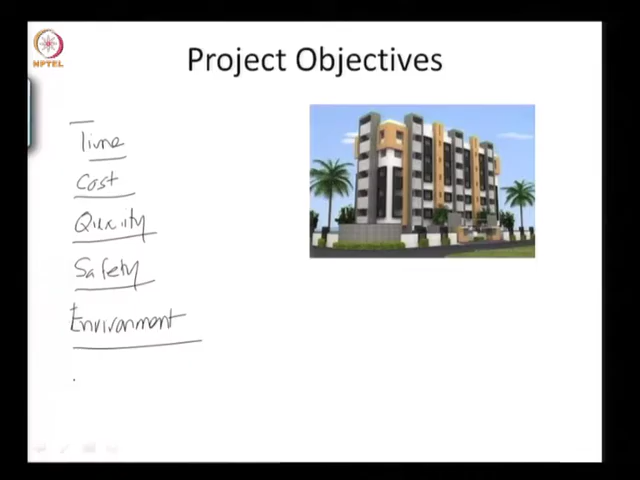 NPTEL
Project Objectives
Time
Cost
Quality
Safety
Environment